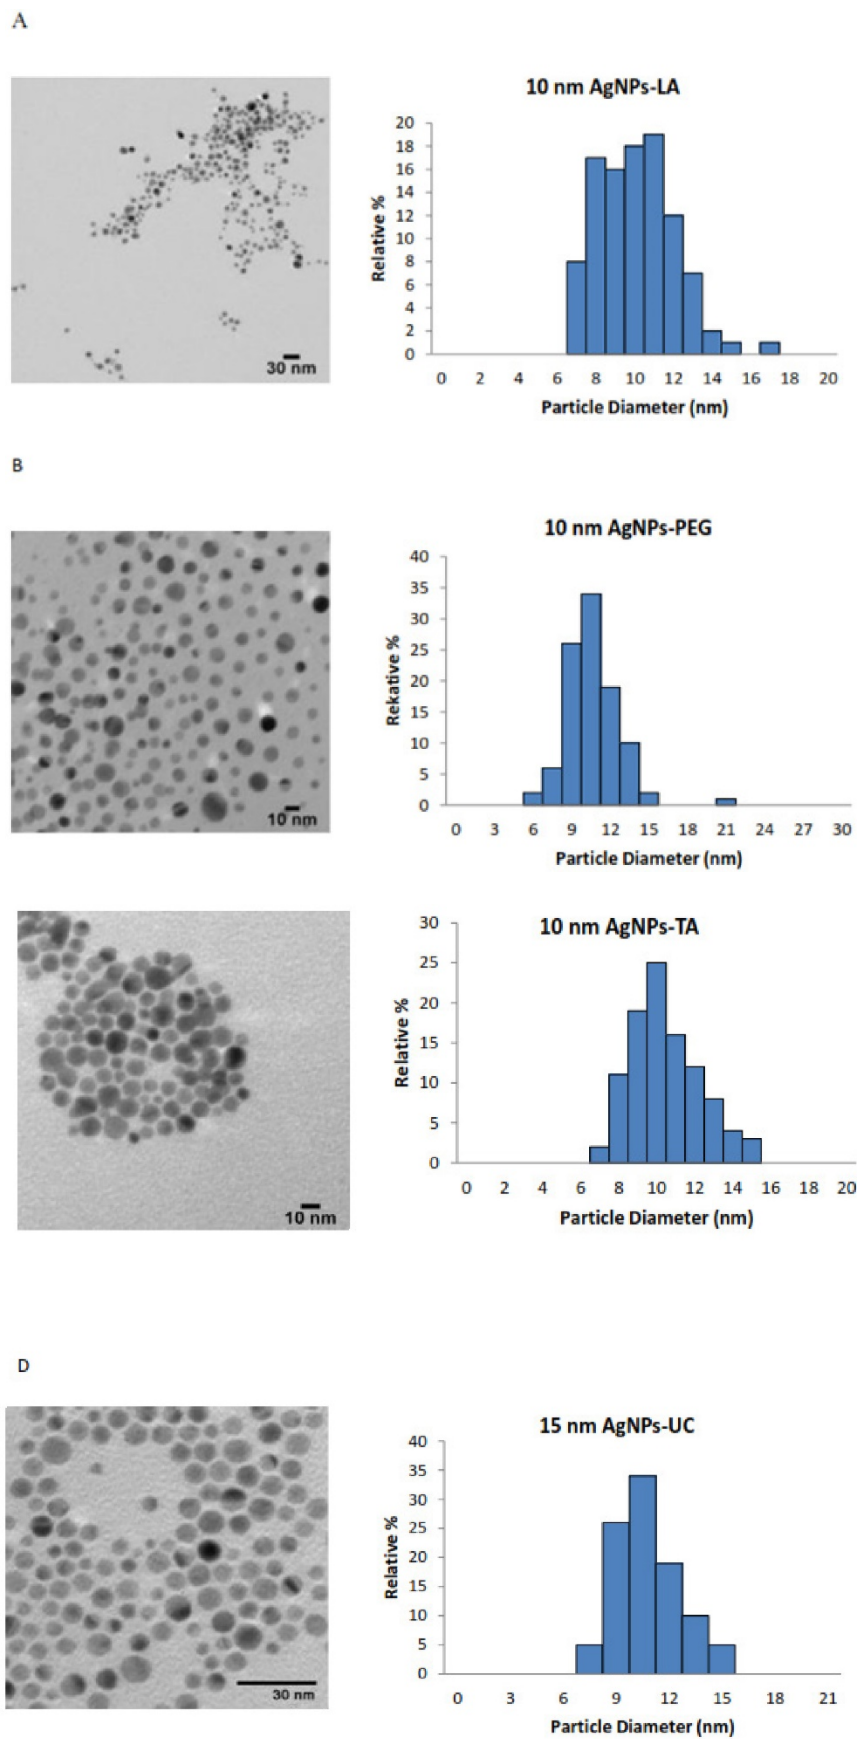 A
10 nm AgNPs-LA
20
18
16
14
12
10
8
6
4
2
0
Relative %
0 2 4 6 8 10 12 14 16 18 20
Particle Diameter (nm)
30 nm
B
10 nm AgNPs-PEG
40
35
30
25
20
15
10
5
0
Rekative %
0 3 6 9 12 15 18 21 24 27 30
Particle Diameter (nm)
10 nm
10 nm AgNPs-TA
30
25
20
15
10
5
0
Relative %
0 2 4 6 8 10 12 14 16 18 20
Particle Diameter (nm)
10 nm
D
15 nm AgNPs-UC
40
35
30
25
20
15
10
5
0
Relative %
0 3 6 9 12 15 18 21
Particle Diameter (nm)
30 nm